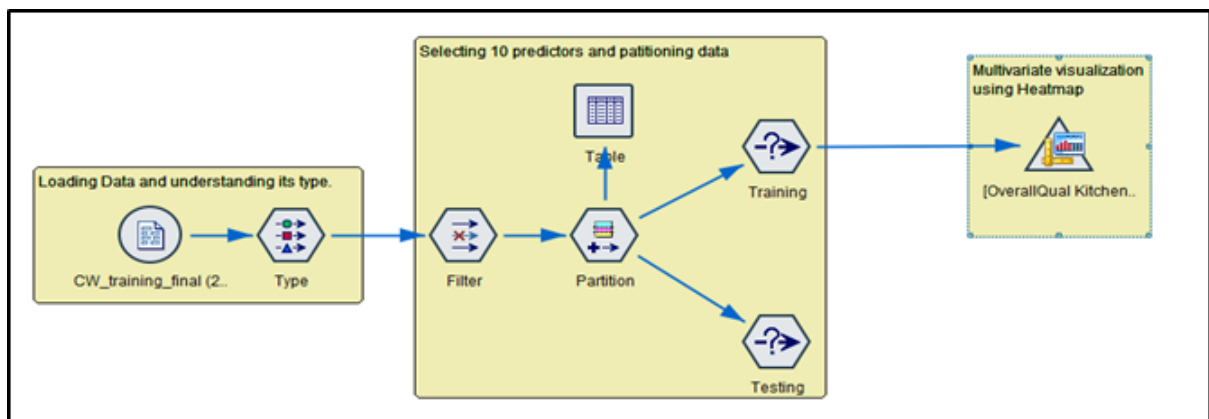 Selecting 10 predictors and patitioning data
Multivariate visualization
using Heatmap
Table
Training
[OverallQual Kitchen..
Loading Data and understanding its type.
CW_training_final (2..
Type
Filter
Partition
Testing